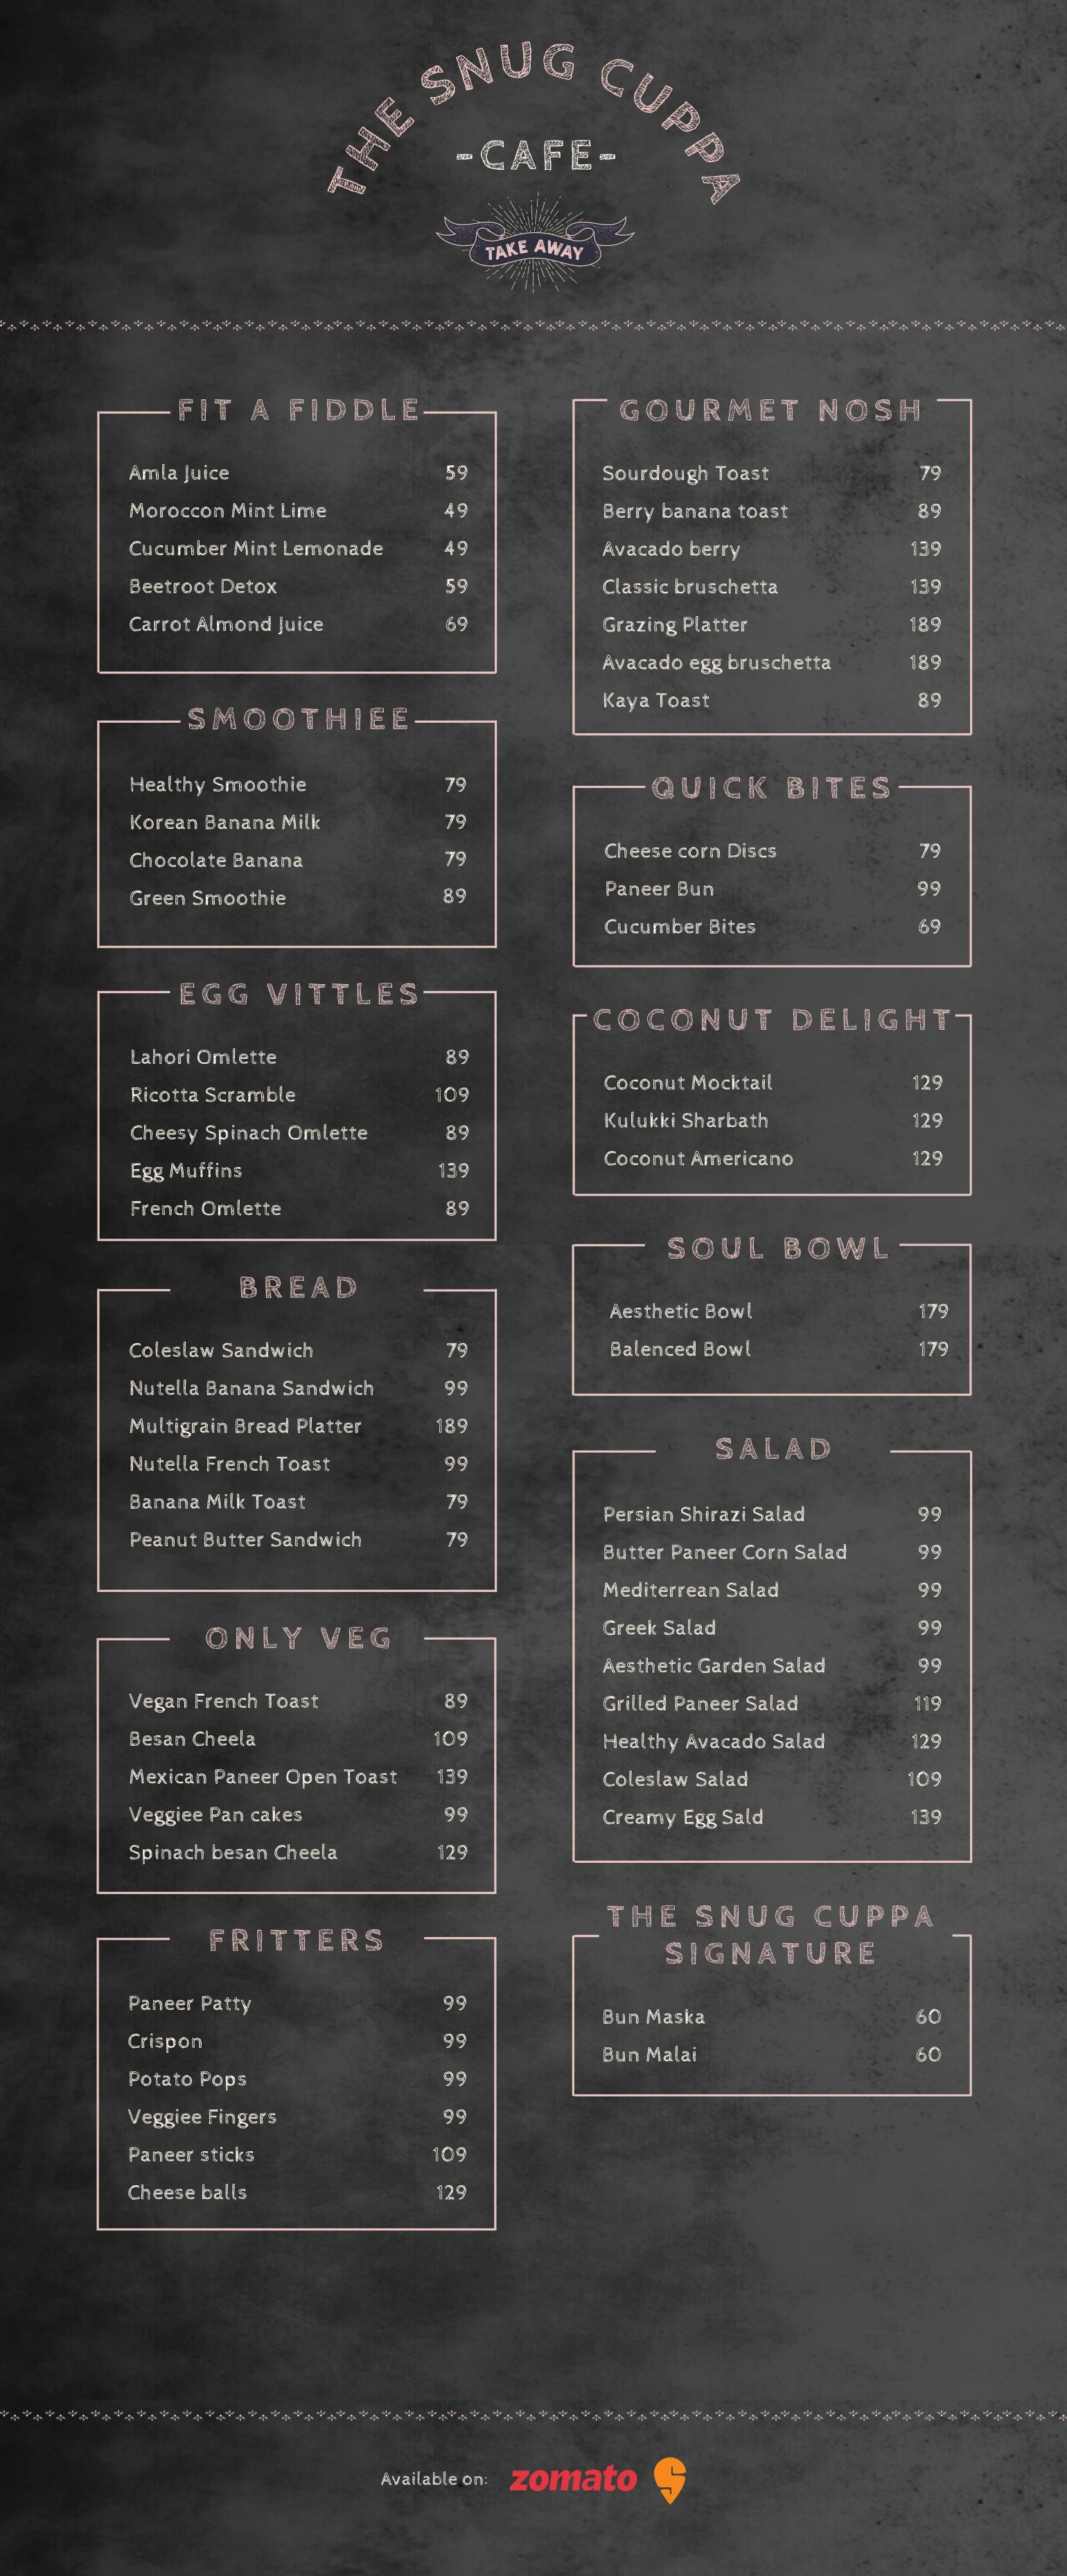 THE SNUG CUPPA
-CAFE-
TAKE AWAY
FIT A FIDDLE
Amla Juice 59
Moroccon Mint Lime 49
Cucumber Mint Lemonade 49
Beetroot Detox 59
Carrot Almond Juice 69
SMOOTHIEE
Healthy Smoothie 79
Korean Banana Milk 79
Chocolate Banana 79
Green Smoothie 89
EGG VITTLES
Lahori Omlette 89
Ricotta Scramble 109
Cheesy Spinach Omlette 89
Egg Muffins 139
French Omlette 89
BREAD
Coleslaw Sandwich 79
Nutella Banana Sandwich 99
Multigrain Bread Platter 189
Nutella French Toast 99
Banana Milk Toast 79
Peanut Butter Sandwich 79
ONLY VEG
Vegan French Toast 89
Besan Cheela 109
Mexican Paneer Open Toast 139
Veggiee Pan cakes 99
Spinach besan Cheela 129
FRITTERS
Paneer Patty 99
Crispon 99
Potato Pops 99
Veggiee Fingers 99
Paneer sticks 109
Cheese balls 129
GOURMET NOSH
Sourdough Toast 79
Berry banana toast 89
Avacado berry 139
Classic bruschetta 139
Grazing Platter 189
Avacado egg bruschetta 189
Kaya Toast 89
QUICK BITES
Cheese corn Discs 79
Paneer Bun 99
Cucumber Bites 69
COCONUT DELIGHT
Coconut Mocktail 129
Kulukki Sharbath 129
Coconut Americano 129
SOUL BOWL
Aesthetic Bowl 179
Balenced Bowl 179
SALAD
Persian Shirazi Salad 99
Butter Paneer Corn Salad 99
Mediterrean Salad 99
Greek Salad 99
Aesthetic Garden Salad 99
Grilled Paneer Salad 119
Healthy Avacado Salad 129
Coleslaw Salad 109
Creamy Egg Sald 139
THE SNUG CUPPA
SIGNATURE
Bun Maska 60
Bun Malai 60
Available on: zomato